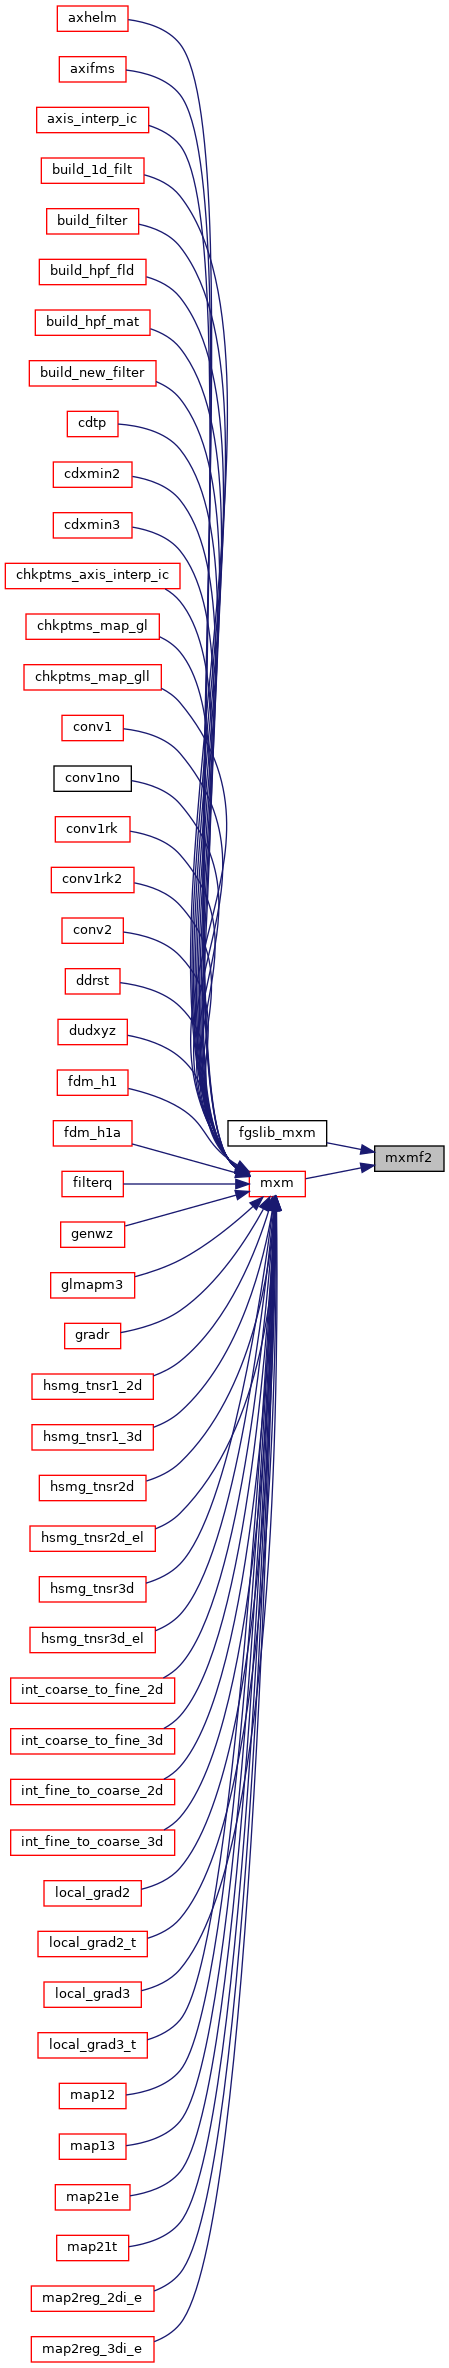 axhelm
axifms
axis_interp_ic
build_1d_filt
build_filter
build_hpf_fld
build_hpf_mat
build_new_filter
cdtp
cdxmin2
cdxmin3
chkptms_axis_interp_ic
chkptms_map_gl
chkptms_map_gll
conv1
conv1no
conv1rk
conv1rk2
conv2
ddrst
dudxyz
fdm_h1
fdm_h1a
fgslib_mxm
mxmf2
filterq
mxm
genwz
glmapm3
gradr
hsmg_tnsr1_2d
hsmg_tnsr1_3d
hsmg_tnsr2d
hsmg_tnsr2d_el
hsmg_tnsr3d
hsmg_tnsr3d_el
int_coarse_to_fine_2d
int_coarse_to_fine_3d
int_fine_to_coarse_2d
int_fine_to_coarse_3d
local_grad2
local_grad2_t
local_grad3
local_grad3_t
map12
map13
map21e
map21t
map2reg_2di_e
map2reg_3di_e